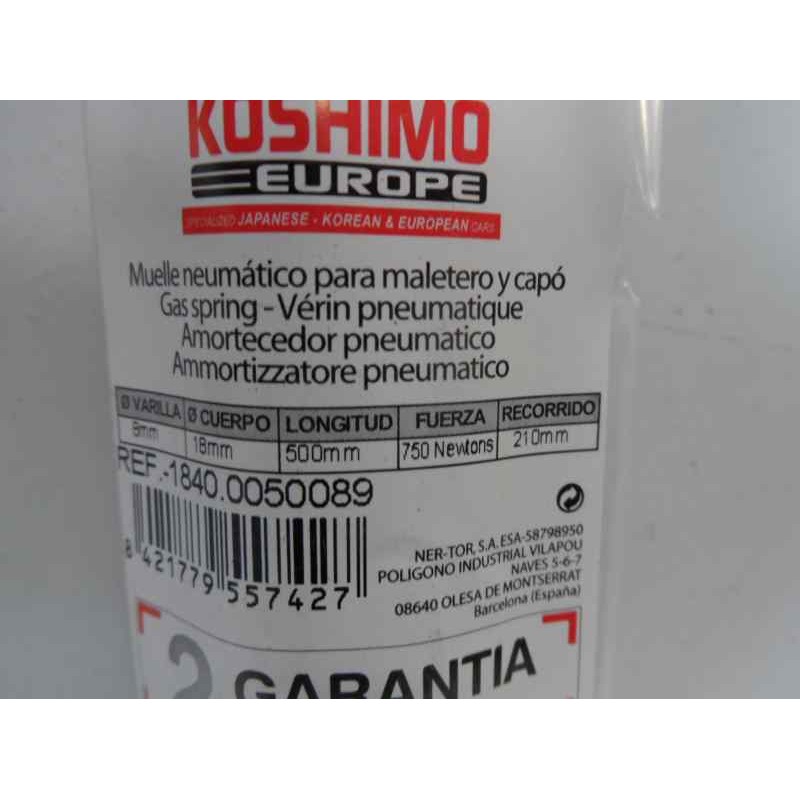 KOSHIMO
EUROPE
SPECIALIZED JAPANESE - KOREAN & EUROPEAN CARS
Muelle neumático para maletero y capó
Gas spring - Vérin pneumatique
Amortecedor pneumatico
Ammortizzatore pneumatico
Ø VARILLA Ø CUERPO LONGITUD FUERZA RECORRIDO
8mm 18mm 500mm 750 Newtons 210mm
REF.-1840.0050089
8 421779 557427
NER-TOR, S.A. ESA-58798950
POLIGONO INDUSTRIAL VILAPOU
NAVES 5-6-7
08640 OLESA DE MONTSERRAT
Barcelona (España)
2 GARANTIA